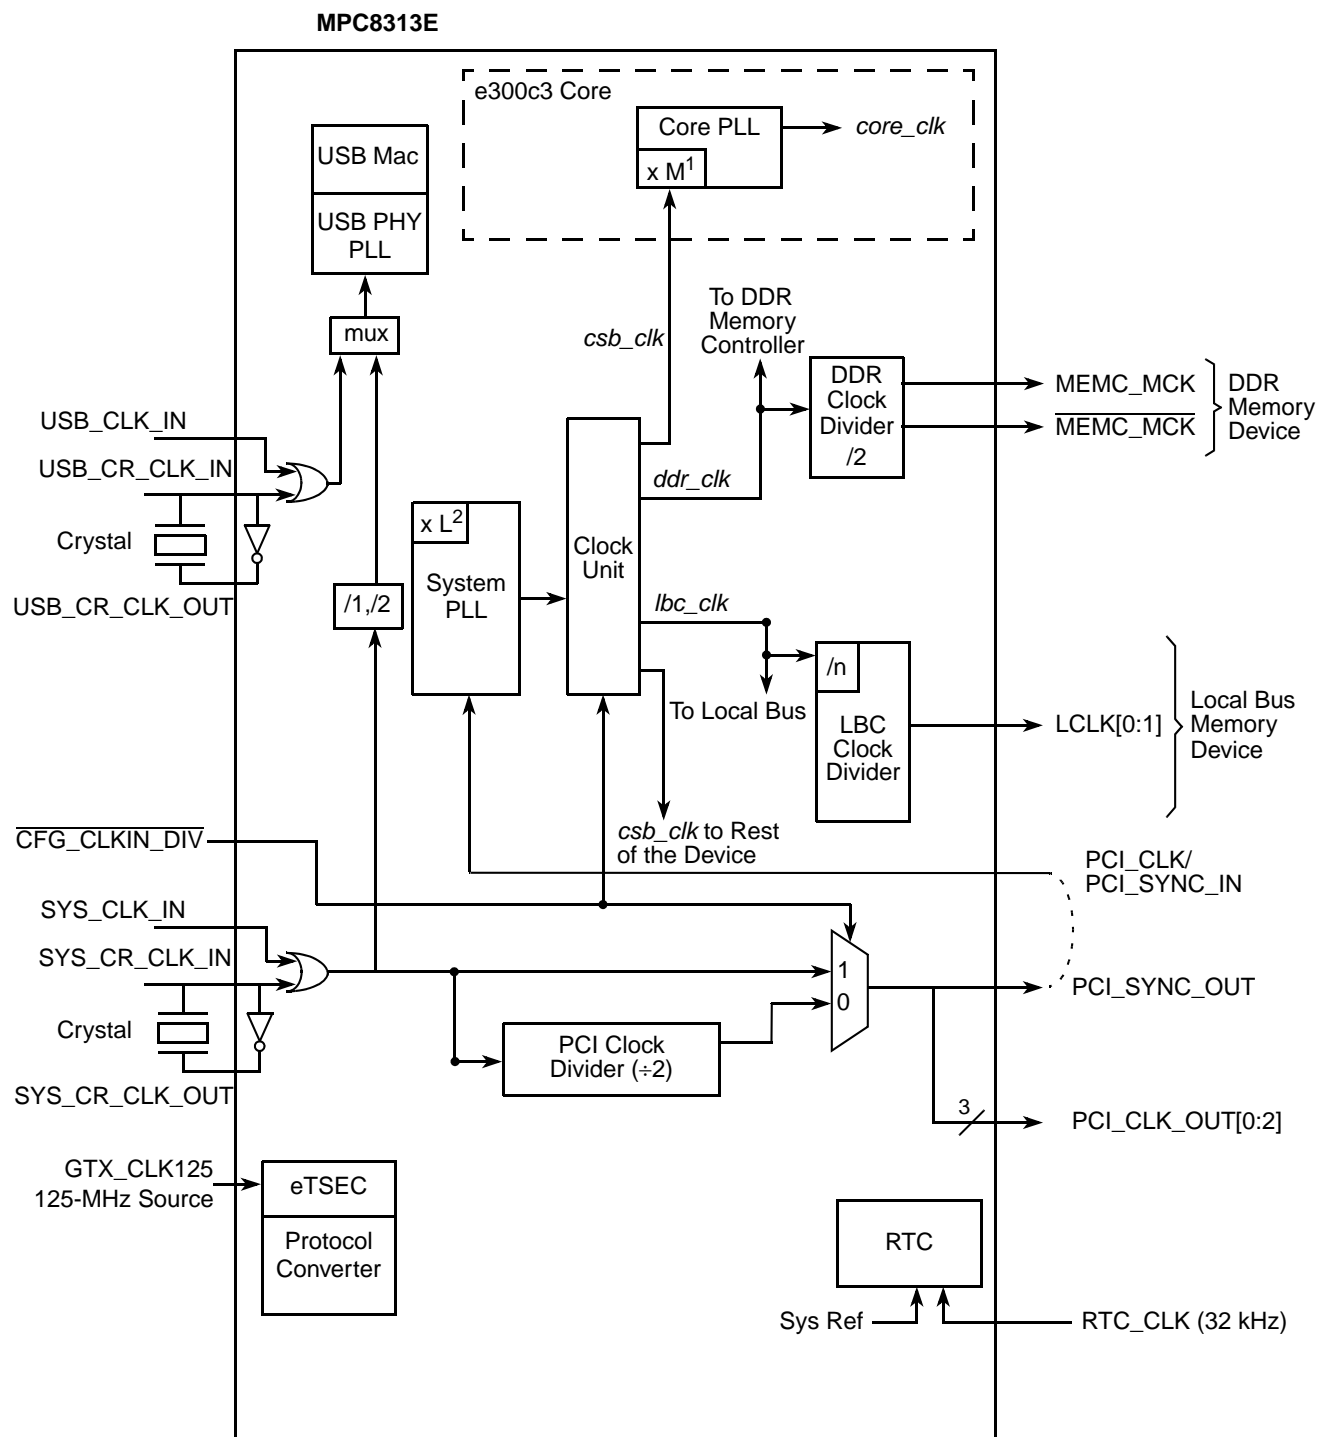 MPC8313E
e300c3 Core
Core PLL
x M1
core_clk
USB Mac
USB PHY
PLL
mux
csb_clk
To DDR
Memory
Controller
DDR
Clock
Divider
/2
MEMC_MCK
MEMC_MCK
DDR
Memory
Device
USB_CLK_IN
USB_CR_CLK_IN
Crystal
USB_CR_CLK_OUT
/1,/2
x L2
System
PLL
Clock
Unit
ddr_clk
lbc_clk
To Local Bus
/n
LBC
Clock
Divider
LCLK[0:1]
Local Bus
Memory
Device
csb_clk to Rest
of the Device
CFG_CLKIN_DIV
PCI_CLK/
PCI_SYNC_IN
SYS_CLK_IN
SYS_CR_CLK_IN
Crystal
SYS_CR_CLK_OUT
1
0
PCI Clock
Divider (÷2)
PCI_SYNC_OUT
3
PCI_CLK_OUT[0:2]
GTX_CLK125
125-MHz Source
eTSEC
Protocol
Converter
RTC
Sys Ref
RTC_CLK (32 kHz)